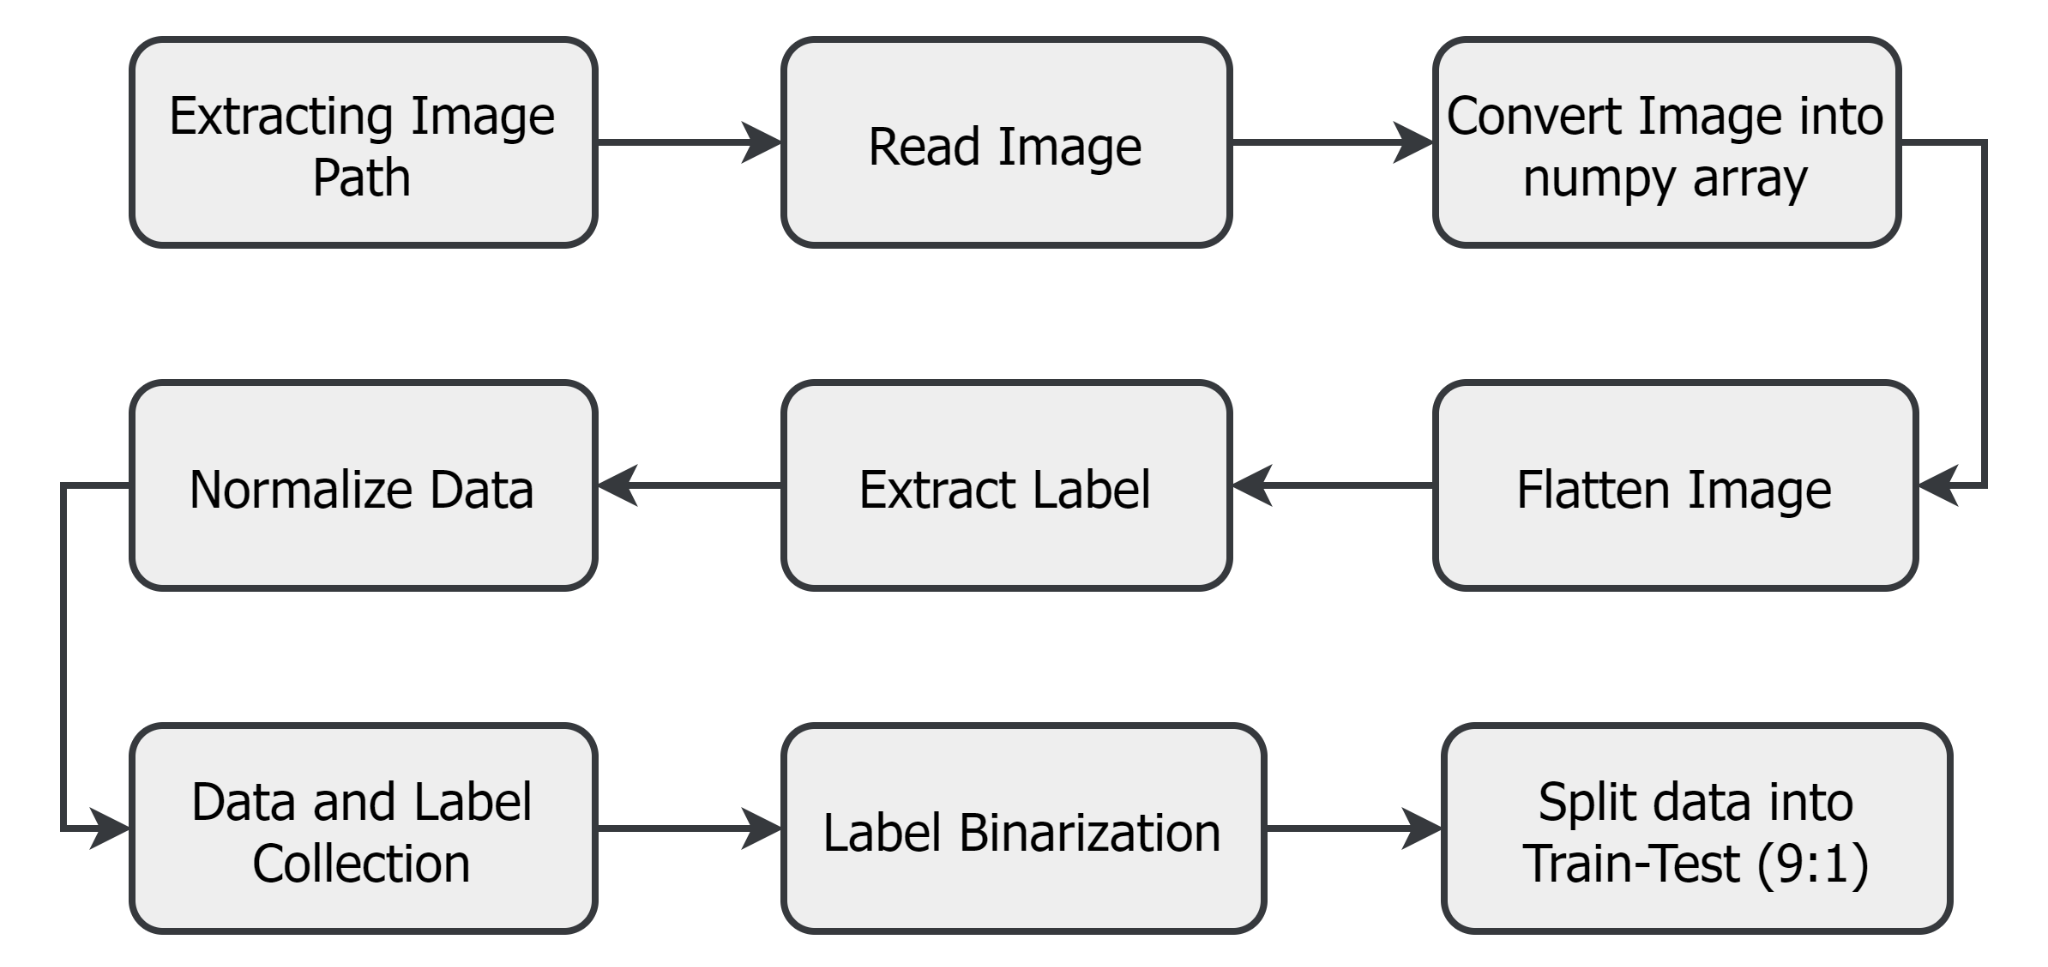 Extracting Image
Path
Read Image
Convert Image into
numpy array
Flatten Image
Extract Label
Normalize Data
Data and Label
Collection
Label Binarization
Split data into
Train-Test (9:1)